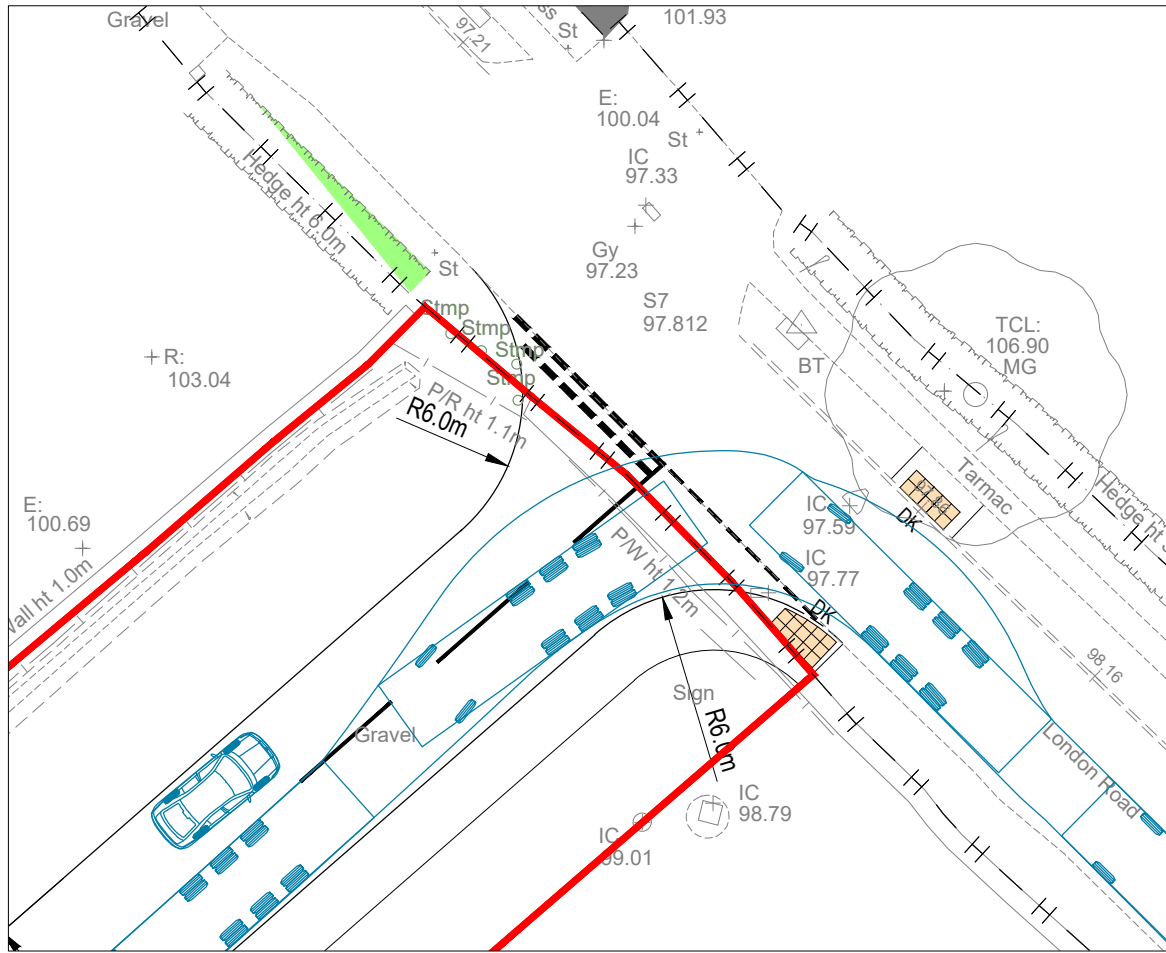 Gravel
97.21
ss
St
101.93
E:
100.04
St
IC
97.33
Hedge ht 6.0m
Gy
97.23
St
S7
97.812
TCL:
106.90
MG
BT
Stmp
Stmp
Stmp
Stmp
R:
103.04
P/R ht 1.1m
R6.0m
Tarmac
Hedge ht
DK
IC
97.59
IC
97.77
E:
100.69
Wall ht 1.0m
P/W ht 1.2m
DK
98.16
Sign
R6.0m
Gravel
London Road
IC
98.79
IC
99.01